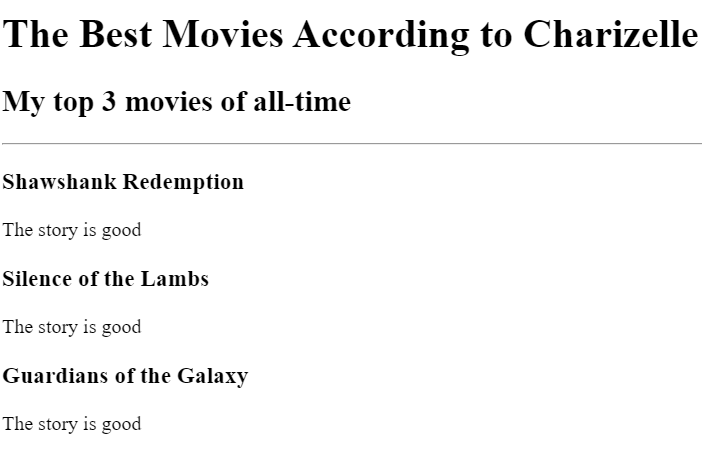 The Best Movies According to Charizelle
My top 3 movies of all-time
Shawshank Redemption
The story is good
Silence of the Lambs
The story is good
Guardians of the Galaxy
The story is good